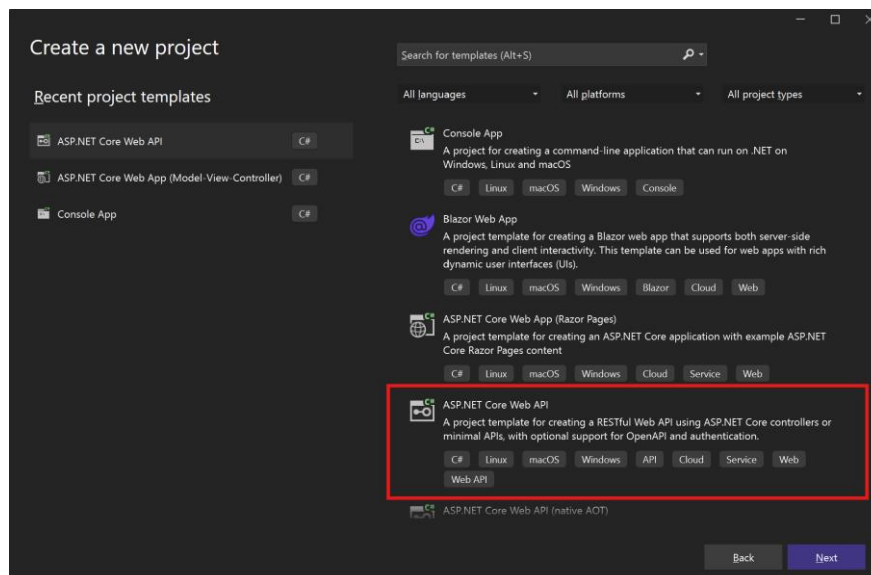 Create a new project
Recent project templates
ASP.NET Core Web API C#
ASP.NET Core Web App (Model-View-Controller) C#
Console App C#
Search for templates (Alt+S)
All languages All platforms All project types
Console App
A project for creating a command-line application that can run on .NET on
Windows, Linux and macOS
C# Linux macOS Windows Console
Blazor Web App
A project template for creating a Blazor web app that supports both server-side
rendering and client interactivity. This template can be used for web apps with rich
dynamic user interfaces (UIs).
C# Linux macOS Windows Blazor Cloud Web
ASP.NET Core Web App (Razor Pages)
A project template for creating an ASP.NET Core application with example ASP.NET
Core Razor Pages content
C# Linux macOS Windows Cloud Service Web
ASP.NET Core Web API
A project template for creating a RESTful Web API using ASP.NET Core controllers or
minimal APIs, with optional support for OpenAPI and authentication.
C# Linux macOS Windows API Cloud Service Web
Web API
ASP.NET Core Web API (native AOT)
Back Next